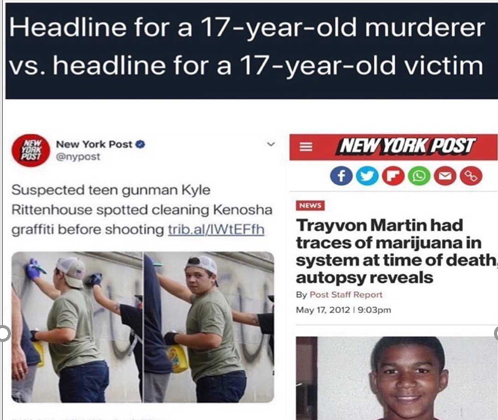 Headline for a 17-year-old murderer
vs. headline for a 17-year-old victim
NEW
YORK
POST
New York Post
@nypost
Suspected teen gunman Kyle
Rittenhouse spotted cleaning Kenosha
graffiti before shooting trib.al/IWtEFfh
NEW YORK POST
NEWS
Trayvon Martin had
traces of marijuana in
system at time of death,
autopsy reveals
By Post Staff Report
May 17, 2012 | 9:03pm